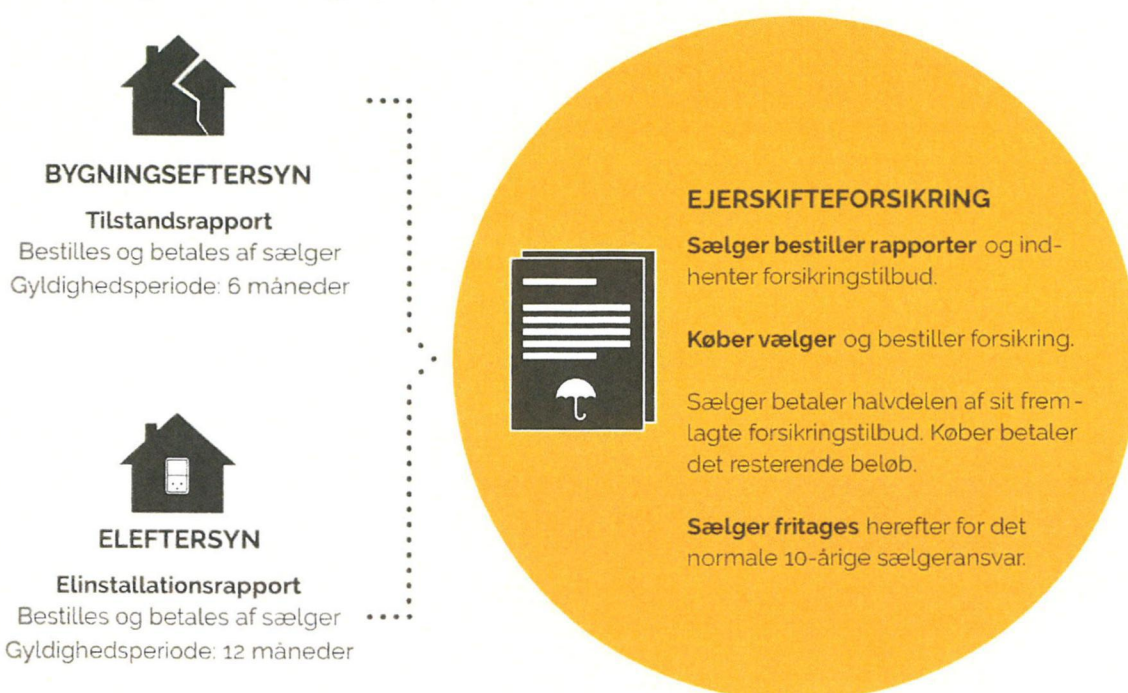 BYGNINGSEFTERSYN
Tilstandsrapport
Bestilles og betales af sælger
Gyldighedsperiode: 6 måneder
ELEFTERSYN
Elinstallationsrapport
Bestilles og betales af sælger
Gyldighedsperiode: 12 måneder
EJERSKIFTEFORSIKRING
Sælger bestiller rapporter og ind-
henter forsikringstilbud.
Køber vælger og bestiller forsikring.
Sælger betaler halvdelen af sit frem-
lagte forsikringstilbud. Køber betaler
det resterende beløb.
Sælger fritages herefter for det
normale 10-årige sælgeransvar.